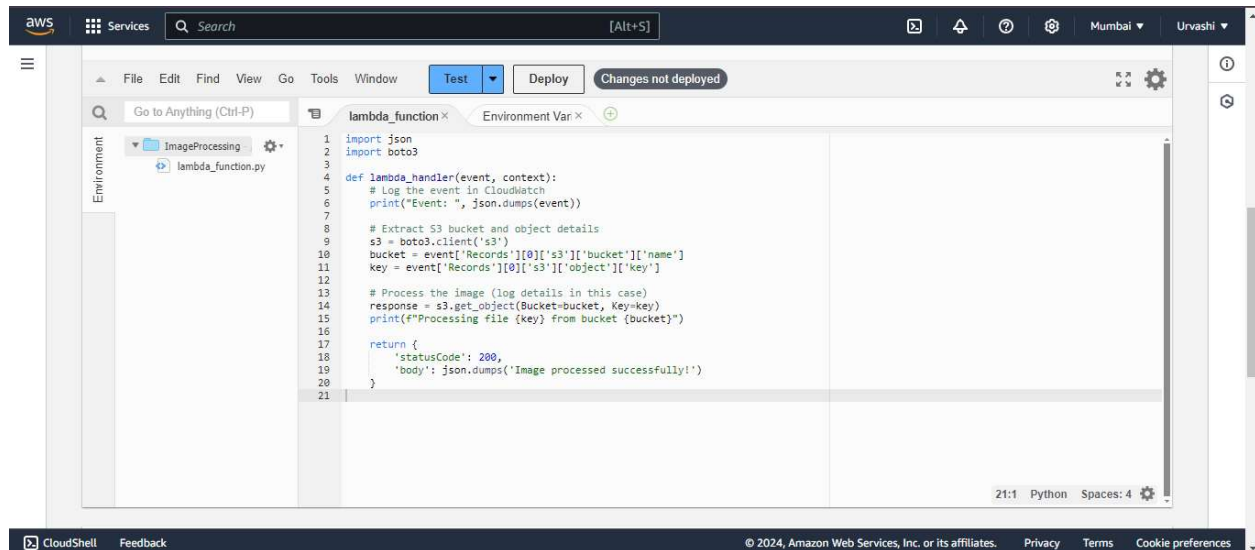 aws Services Search [Alt+S] Mumbai Urvashi
File Edit Find View Go Tools Window Test Deploy Changes not deployed
Go to Anything (Ctrl-P) lambda_function Environment Var
Environment
ImageProcessing
lambda_function.py
1 import json
2 import boto3
3
4 def lambda_handler(event, context):
5     # Log the event in CloudWatch
6     print("Event: ", json.dumps(event))
7
8     # Extract S3 bucket and object details
9     s3 = boto3.client('s3')
10     bucket = event['Records'][0]['s3']['bucket']['name']
11     key = event['Records'][0]['s3']['object']['key']
12
13     # Process the image (log details in this case)
14     response = s3.get_object(Bucket=bucket, Key=key)
15     print(f"Processing file {key} from bucket {bucket}")
16
17     return {
18         'statusCode': 200,
19         'body': json.dumps('Image processed successfully!')
20     }
21
21:1 Python Spaces: 4
CloudShell Feedback © 2024, Amazon Web Services, Inc. or its affiliates. Privacy Terms Cookie preferences